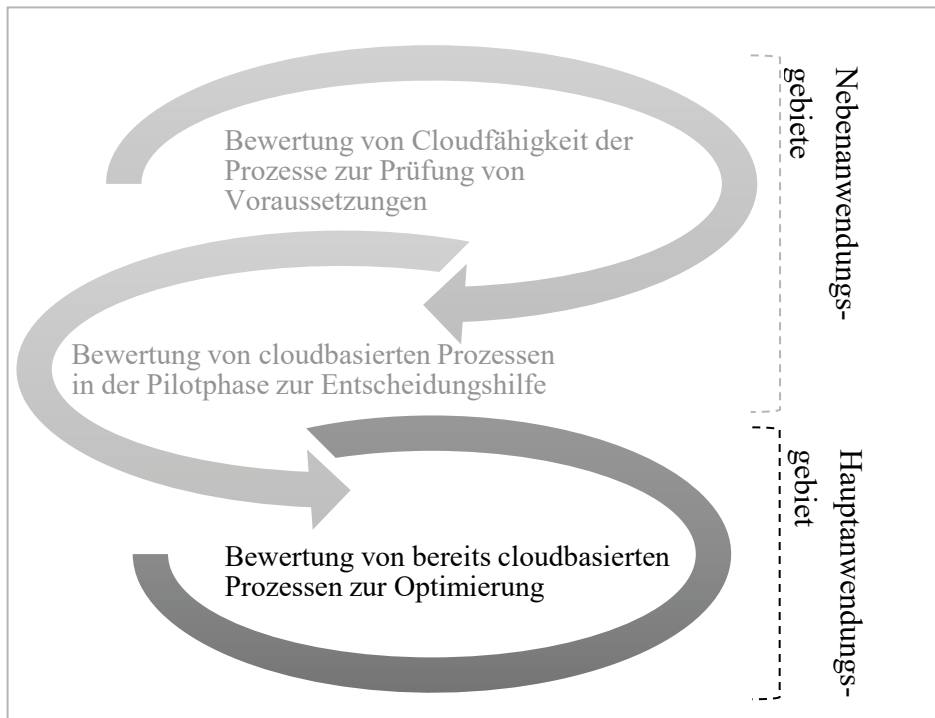 Bewertung von Cloudfähigkeit der
Prozesse zur Prüfung von
Voraussetzungen
Nebenanwendungs-
gebiete
Bewertung von cloudbasierten Prozessen
in der Pilotphase zur Entscheidungshilfe
Bewertung von bereits cloudbasierten
Prozessen zur Optimierung
Hauptanwendungs-
gebiet